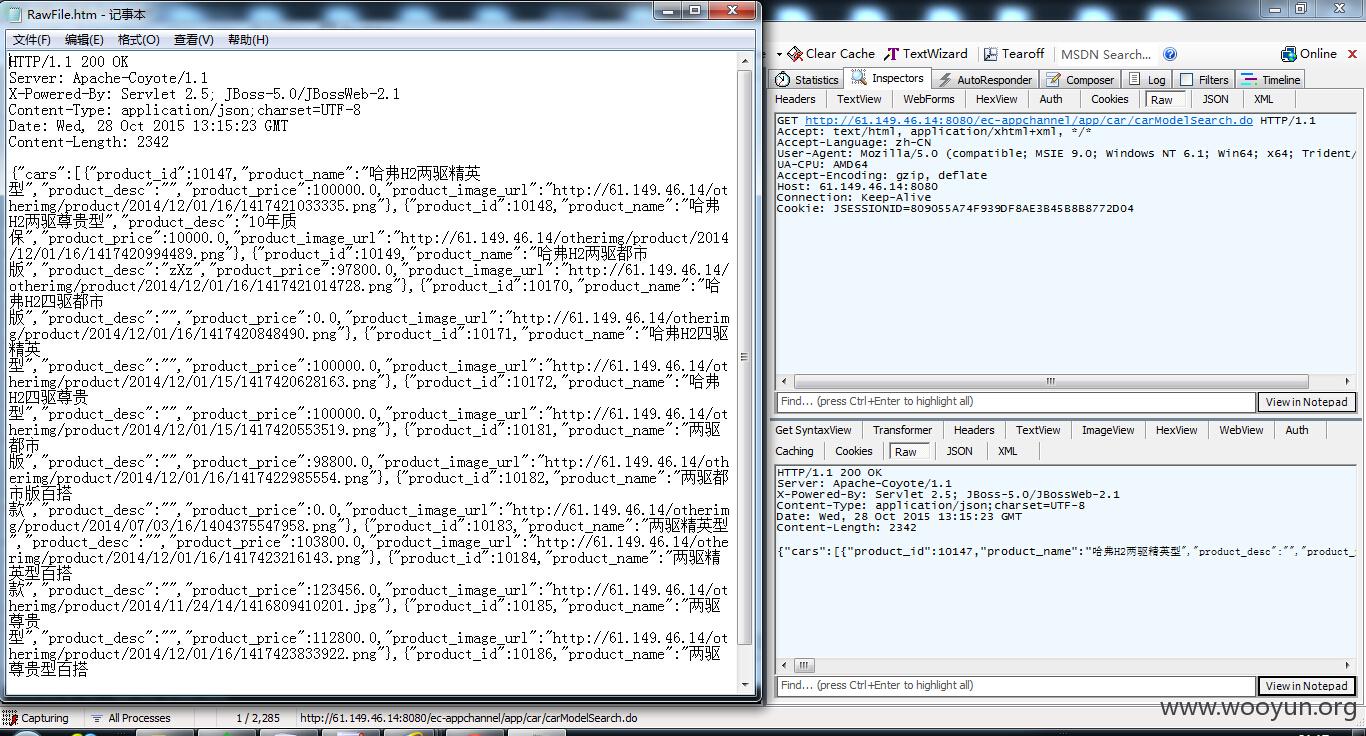 RawFile.htm - 记事本
文件(F) 编辑(E) 格式(O) 查看(V) 帮助(H)
HTTP/1.1 200 OK
Server: Apache-Coyote/1.1
X-Powered-By: Servlet 2.5; JBoss-5.0/JBossWeb-2.1
Content-Type: application/json;charset=UTF-8
Date: Wed, 28 Oct 2015 13:15:23 GMT
Content-Length: 2342
{"cars":[{"product_id":10147,"product_name":"哈弗H2两驱精英
型","product_desc":"","product_price":100000.0,"product_image_url":"http://61.149.46.14/ot
herimg/product/2014/12/01/16/1417421033335.png"},{"product_id":10148,"product_name":"哈
弗H2两驱尊贵型","product_desc":"10年质
保","product_price":10000.0,"product_image_url":"http://61.149.46.14/otherimg/product/2014
/12/01/16/1417420994489.png"},{"product_id":10149,"product_name":"哈弗H2两驱都市
版","product_desc":"zXz","product_price":97800.0,"product_image_url":"http://61.149.46.14/
otherimg/product/2014/12/01/16/1417421014728.png"},{"product_id":10170,"product_name":"哈
弗H2四驱都市
版","product_desc":"","product_price":0.0,"product_image_url":"http://61.149.46.14/otherim
g/product/2014/12/01/16/1417420848490.png"},{"product_id":10171,"product_name":"哈弗H2四驱
精英
型","product_desc":"","product_price":100000.0,"product_image_url":"http://61.149.46.14/ot
herimg/product/2014/12/01/15/1417420628163.png"},{"product_id":10172,"product_name":"哈弗
H2四驱尊贵
型","product_desc":"","product_price":100000.0,"product_image_url":"http://61.149.46.14/ot
herimg/product/2014/12/01/15/1417420553519.png"},{"product_id":10181,"product_name":"两驱
都市
版","product_desc":"","product_price":98800.0,"product_image_url":"http://61.149.46.14/oth
erimg/product/2014/12/01/16/1417422985554.png"},{"product_id":10182,"product_name":"两驱都
市版百搭
款","product_desc":"","product_price":0.0,"product_image_url":"http://61.149.46.14/otherim
g/product/2014/07/03/16/1404375547958.png"},{"product_id":10183,"product_name":"两驱精英型
","product_desc":"","product_price":103800.0,"product_image_url":"http://61.149.46.14/othe
rimg/product/2014/12/01/16/1417423216143.png"},{"product_id":10184,"product_name":"两驱精
英型百搭
款","product_desc":"","product_price":123456.0,"product_image_url":"http://61.149.46.14/ot
herimg/product/2014/11/24/14/1416809410201.jpg"},{"product_id":10185,"product_name":"两驱
尊贵
型","product_desc":"","product_price":112800.0,"product_image_url":"http://61.149.46.14/ot
herimg/product/2014/12/01/16/1417423833922.png"},{"product_id":10186,"product_name":"两驱
尊贵型百搭
Clear Cache TextWizard Tearoff MSDN Search... Online
Statistics Inspectors AutoResponder Composer Log Filters Timeline
Headers TextView WebForms HexView Auth Cookies Raw JSON XML
GET http://61.149.46.14:8080/ec-appchannel/app/car/carModelSearch.do HTTP/1.1
Accept: text/html, application/xhtml+xml, */*
Accept-Language: zh-CN
User-Agent: Mozilla/5.0 (compatible; MSIE 9.0; Windows NT 6.1; Win64; x64; Trident/
UA-CPU: AMD64
Accept-Encoding: gzip, deflate
Host: 61.149.46.14:8080
Connection: Keep-Alive
Cookie: JSESSIONID=809055A74F939DF8AE3B45B8B8772D04
Find... (press Ctrl+Enter to highlight all) View in Notepad
Get SyntaxView Transformer Headers TextView ImageView HexView WebView Auth
Caching Cookies Raw JSON XML
HTTP/1.1 200 OK
Server: Apache-Coyote/1.1
X-Powered-By: Servlet 2.5; JBoss-5.0/JBossWeb-2.1
Content-Type: application/json;charset=UTF-8
Date: Wed, 28 Oct 2015 13:15:23 GMT
Content-Length: 2342
{"cars":[{"product_id":10147,"product_name":"哈弗H2两驱精英型","product_desc":"","product_
Find... (press Ctrl+Enter to highlight all) View in Notepad
Capturing All Processes 1 / 2,285 http://61.149.46.14:8080/ec-appchannel/app/car/carModelSearch.do
www.wooyun.org